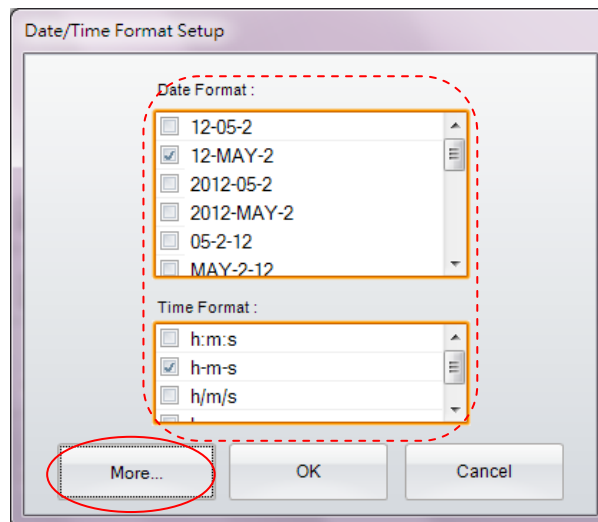 Date/Time Format Setup
Date Format :
12-05-2
12-MAY-2
2012-05-2
2012-MAY-2
05-2-12
MAY-2-12
Time Format :
h:m:s
h-m-s
h/m/s
More... OK Cancel